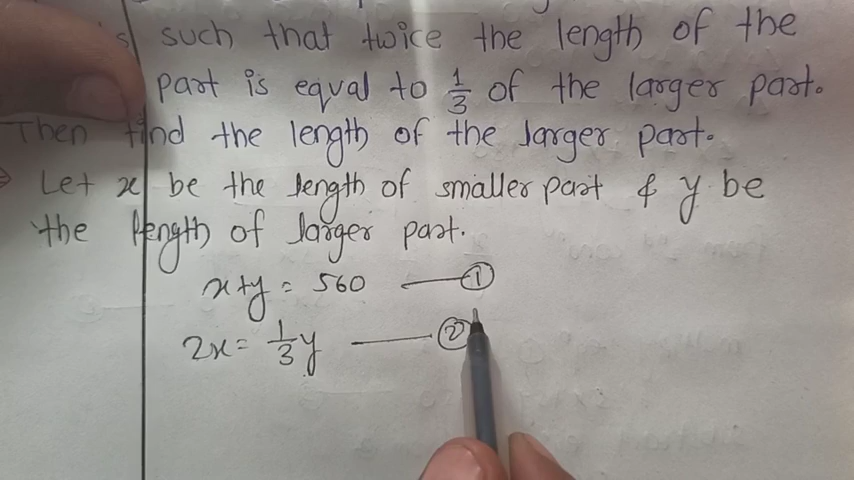 such that twice the length of the
part is equal to 1/3 of the larger part.
Then find the length of the larger part.
Let x be the length of smaller part & y be
the length of larger part.
x+y = 560 —— ①
2x = 1/3 y —— ②